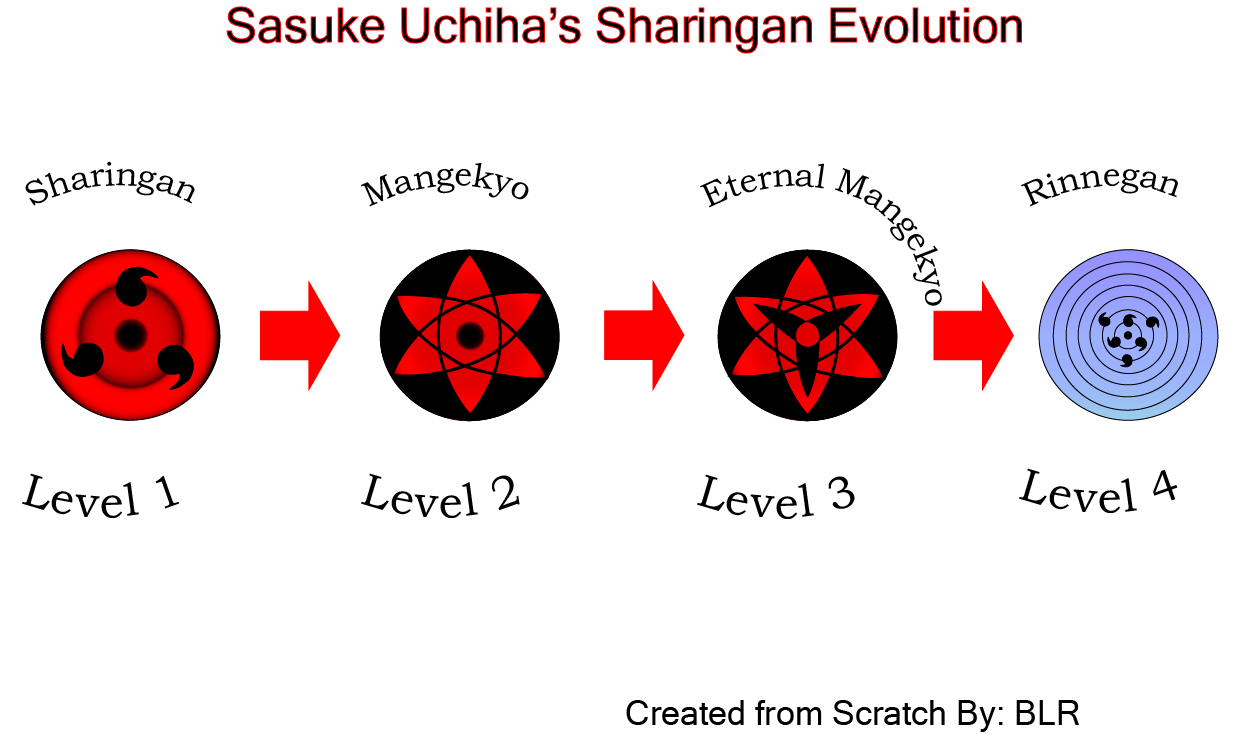 Sasuke Uchiha's Sharingan Evolution
Sharingan
Mangekyo
Eternal Mangekyo
Rinnegan
Level 1
Level 2
Level 3
Level 4
Created from Scratch By: BLR